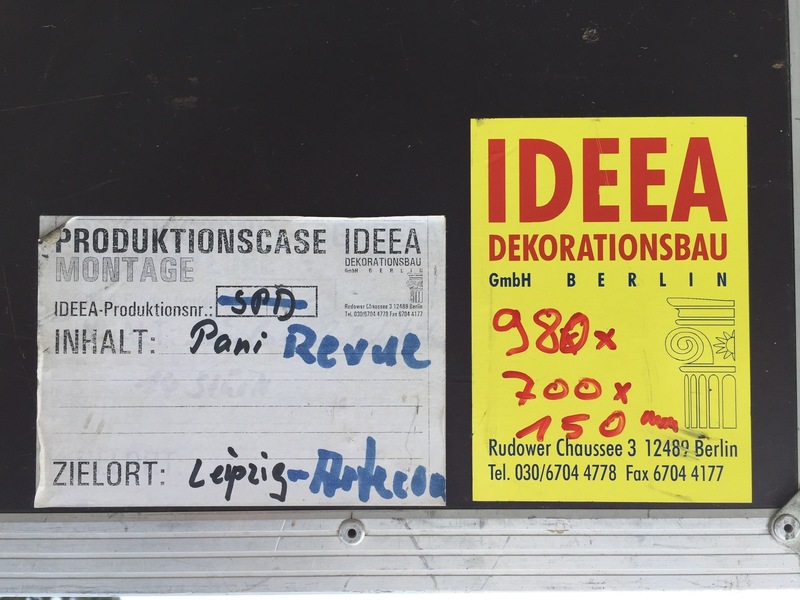 PRODUKTIONSCASE
MONTAGE
IDEEA
DEKORATIONSBAU
GmbH BERLIN
Rudower Chaussee 3 12489 Berlin
Tel. 030/6704 4778 Fax 6704 4177
IDEEA-Produktionsnr.: SPD
INHALT: Pani Revue
ZIELORT: Leipzig-
IDEEA
DEKORATIONSBAU
GmbH BERLIN
980x
700x
150 mm
Rudower Chaussee 3 12489 Berlin
Tel. 030/6704 4778 Fax 6704 4177